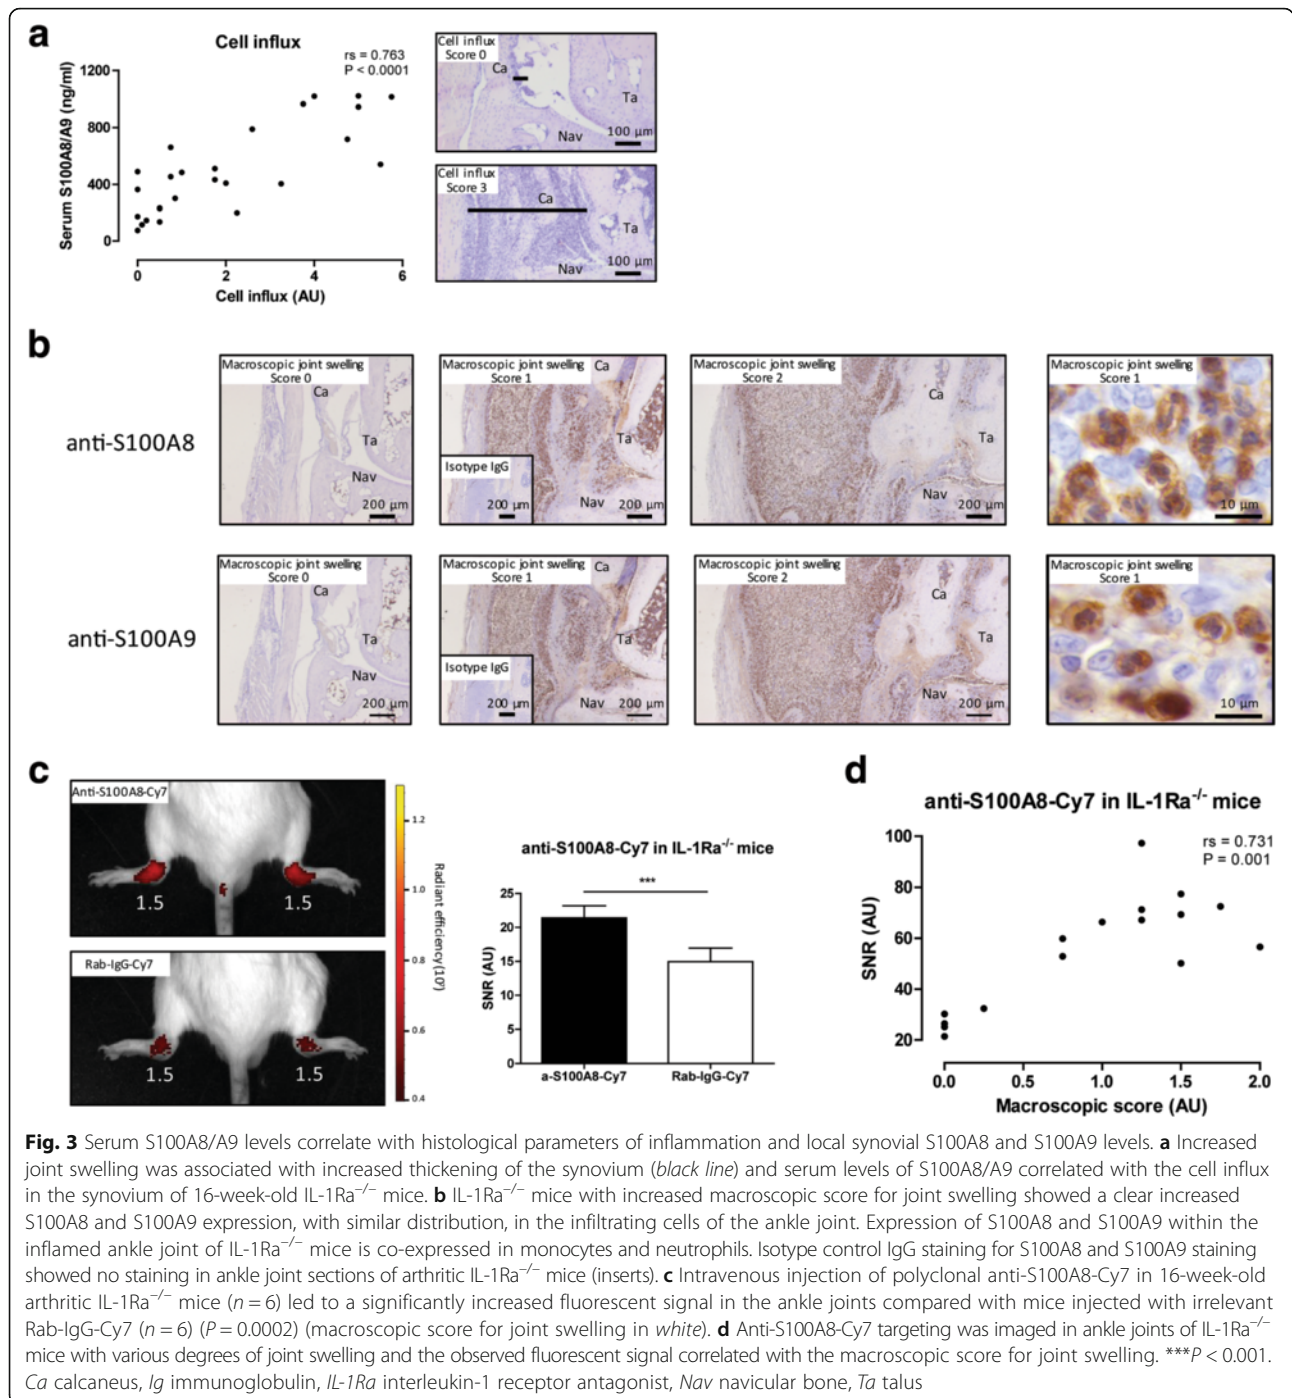 a
Cell influx
rs = 0.763
P < 0.0001
Serum S100A8/A9 (ng/ml)
1200
800
400
0
0 2 4 6
Cell influx (AU)
Cell influx
Score 0
Ca
Ta
Nav
100 µm
Cell influx
Score 3
Ca
Ta
Nav
100 µm
b
anti-S100A8
Macroscopic joint swelling
Score 0
Ca
Ta
Nav
200 µm
Macroscopic joint swelling
Score 1
Ca
Ta
Isotype IgG
200 µm
Nav
200 µm
Macroscopic joint swelling
Score 2
Ca
Ta
Nav
200 µm
Macroscopic joint swelling
Score 1
10 µm
anti-S100A9
Macroscopic joint swelling
Score 0
Ca
Ta
Nav
200 µm
Macroscopic joint swelling
Score 1
Ca
Ta
Isotype IgG
200 µm
Nav
200 µm
Macroscopic joint swelling
Score 2
Ca
Ta
Nav
200 µm
Macroscopic joint swelling
Score 1
10 µm
c
Anti-S100A8-Cy7
1.5 1.5
Rab-IgG-Cy7
1.5 1.5
1.2
1.0
0.8
0.6
0.4
Radiant efficiency
anti-S100A8-Cy7 in IL-1Ra-/- mice
***
SNR (AU)
25
20
15
10
5
0
a-S100A8-Cy7 Rab-IgG-Cy7
d
anti-S100A8-Cy7 in IL-1Ra-/- mice
rs = 0.731
P = 0.001
SNR (AU)
100
80
60
40
20
0.0 0.5 1.0 1.5 2.0
Macroscopic score (AU)
Fig. 3 Serum S100A8/A9 levels correlate with histological parameters of inflammation and local synovial S100A8 and S100A9 levels. a Increased
joint swelling was associated with increased thickening of the synovium (black line) and serum levels of S100A8/A9 correlated with the cell influx
in the synovium of 16-week-old IL-1Ra−/− mice. b IL-1Ra−/− mice with increased macroscopic score for joint swelling showed a clear increased
S100A8 and S100A9 expression, with similar distribution, in the infiltrating cells of the ankle joint. Expression of S100A8 and S100A9 within the
inflamed ankle joint of IL-1Ra−/− mice is co-expressed in monocytes and neutrophils. Isotype control IgG staining for S100A8 and S100A9 staining
showed no staining in ankle joint sections of arthritic IL-1Ra−/− mice (inserts). c Intravenous injection of polyclonal anti-S100A8-Cy7 in 16-week-old
arthritic IL-1Ra−/− mice (n = 6) led to a significantly increased fluorescent signal in the ankle joints compared with mice injected with irrelevant
Rab-IgG-Cy7 (n = 6) (P = 0.0002) (macroscopic score for joint swelling in white). d Anti-S100A8-Cy7 targeting was imaged in ankle joints of IL-1Ra−/−
mice with various degrees of joint swelling and the observed fluorescent signal correlated with the macroscopic score for joint swelling. ***P < 0.001.
Ca calcaneus, Ig immunoglobulin, IL-1Ra interleukin-1 receptor antagonist, Nav navicular bone, Ta talus